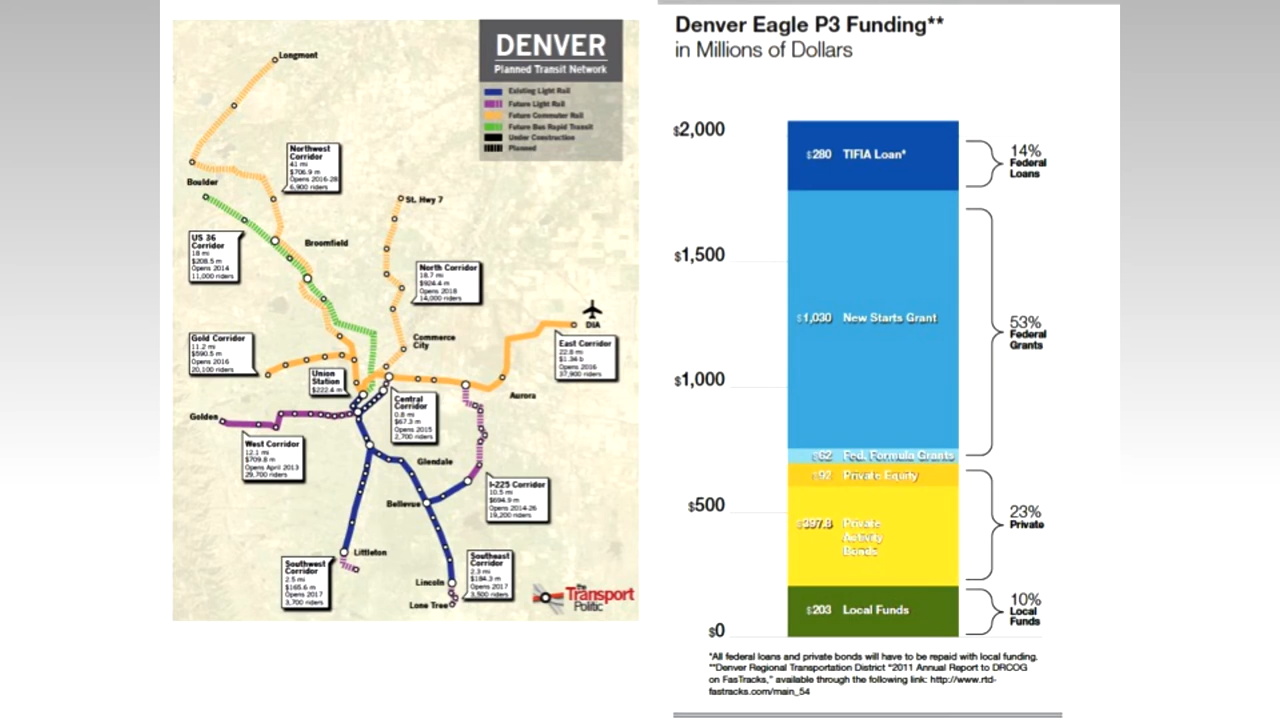 DENVER
Planned Transit Network
Existing Light Rail
Future Light Rail
Future Commuter Rail
Future Bus Rapid Transit
Under Construction
Planned
Longmont
Northwest
Corridor
41 mi
$706.9 m
Opens 2016-28
6,900 riders
Boulder
St. Hwy 7
US 36
Corridor
18 mi
$208.5 m
Opens 2014
11,000 riders
Broomfield
North Corridor
18.7 mi
$924.4 m
Opens 2018
14,000 riders
DIA
Gold Corridor
11.2 mi
$590.5 m
Opens 2016
20,100 riders
Commerce
City
East Corridor
22.8 mi
$1.34 b
Opens 2016
37,900 riders
Union
Station
$222.4 m
Aurora
Central
Corridor
0.8 mi
$67.3 m
Opens 2015
2,700 riders
Golden
West Corridor
12.1 mi
$709.8 m
Opens April 2013
29,700 riders
Glendale
I-225 Corridor
10.5 mi
$694.9 m
Opens 2014-26
19,200 riders
Bellevue
Littleton
Southwest
Corridor
2.5 mi
$165.6 m
Opens 2017
3,700 riders
Southeast
Corridor
2.3 mi
$184.3 m
Opens 2017
3,500 riders
Lincoln
Lone Tree
the
Transport
Politic
Denver Eagle P3 Funding**
in Millions of Dollars
$2,000
$1,500
$1,000
$500
$0
$280 TIFIA Loan*
$1,030 New Starts Grant
$62 Fed. Formula Grants
$92 Private Equity
$397.8 Private
Activity
Bonds
$203 Local Funds
14%
Federal
Loans
53%
Federal
Grants
23%
Private
10%
Local
Funds
*All federal loans and private bonds will have to be repaid with local funding.
**Denver Regional Transportation District "2011 Annual Report to DRCOG
on FasTracks," available through the following link: http://www.rtd-
fastracks.com/main_54